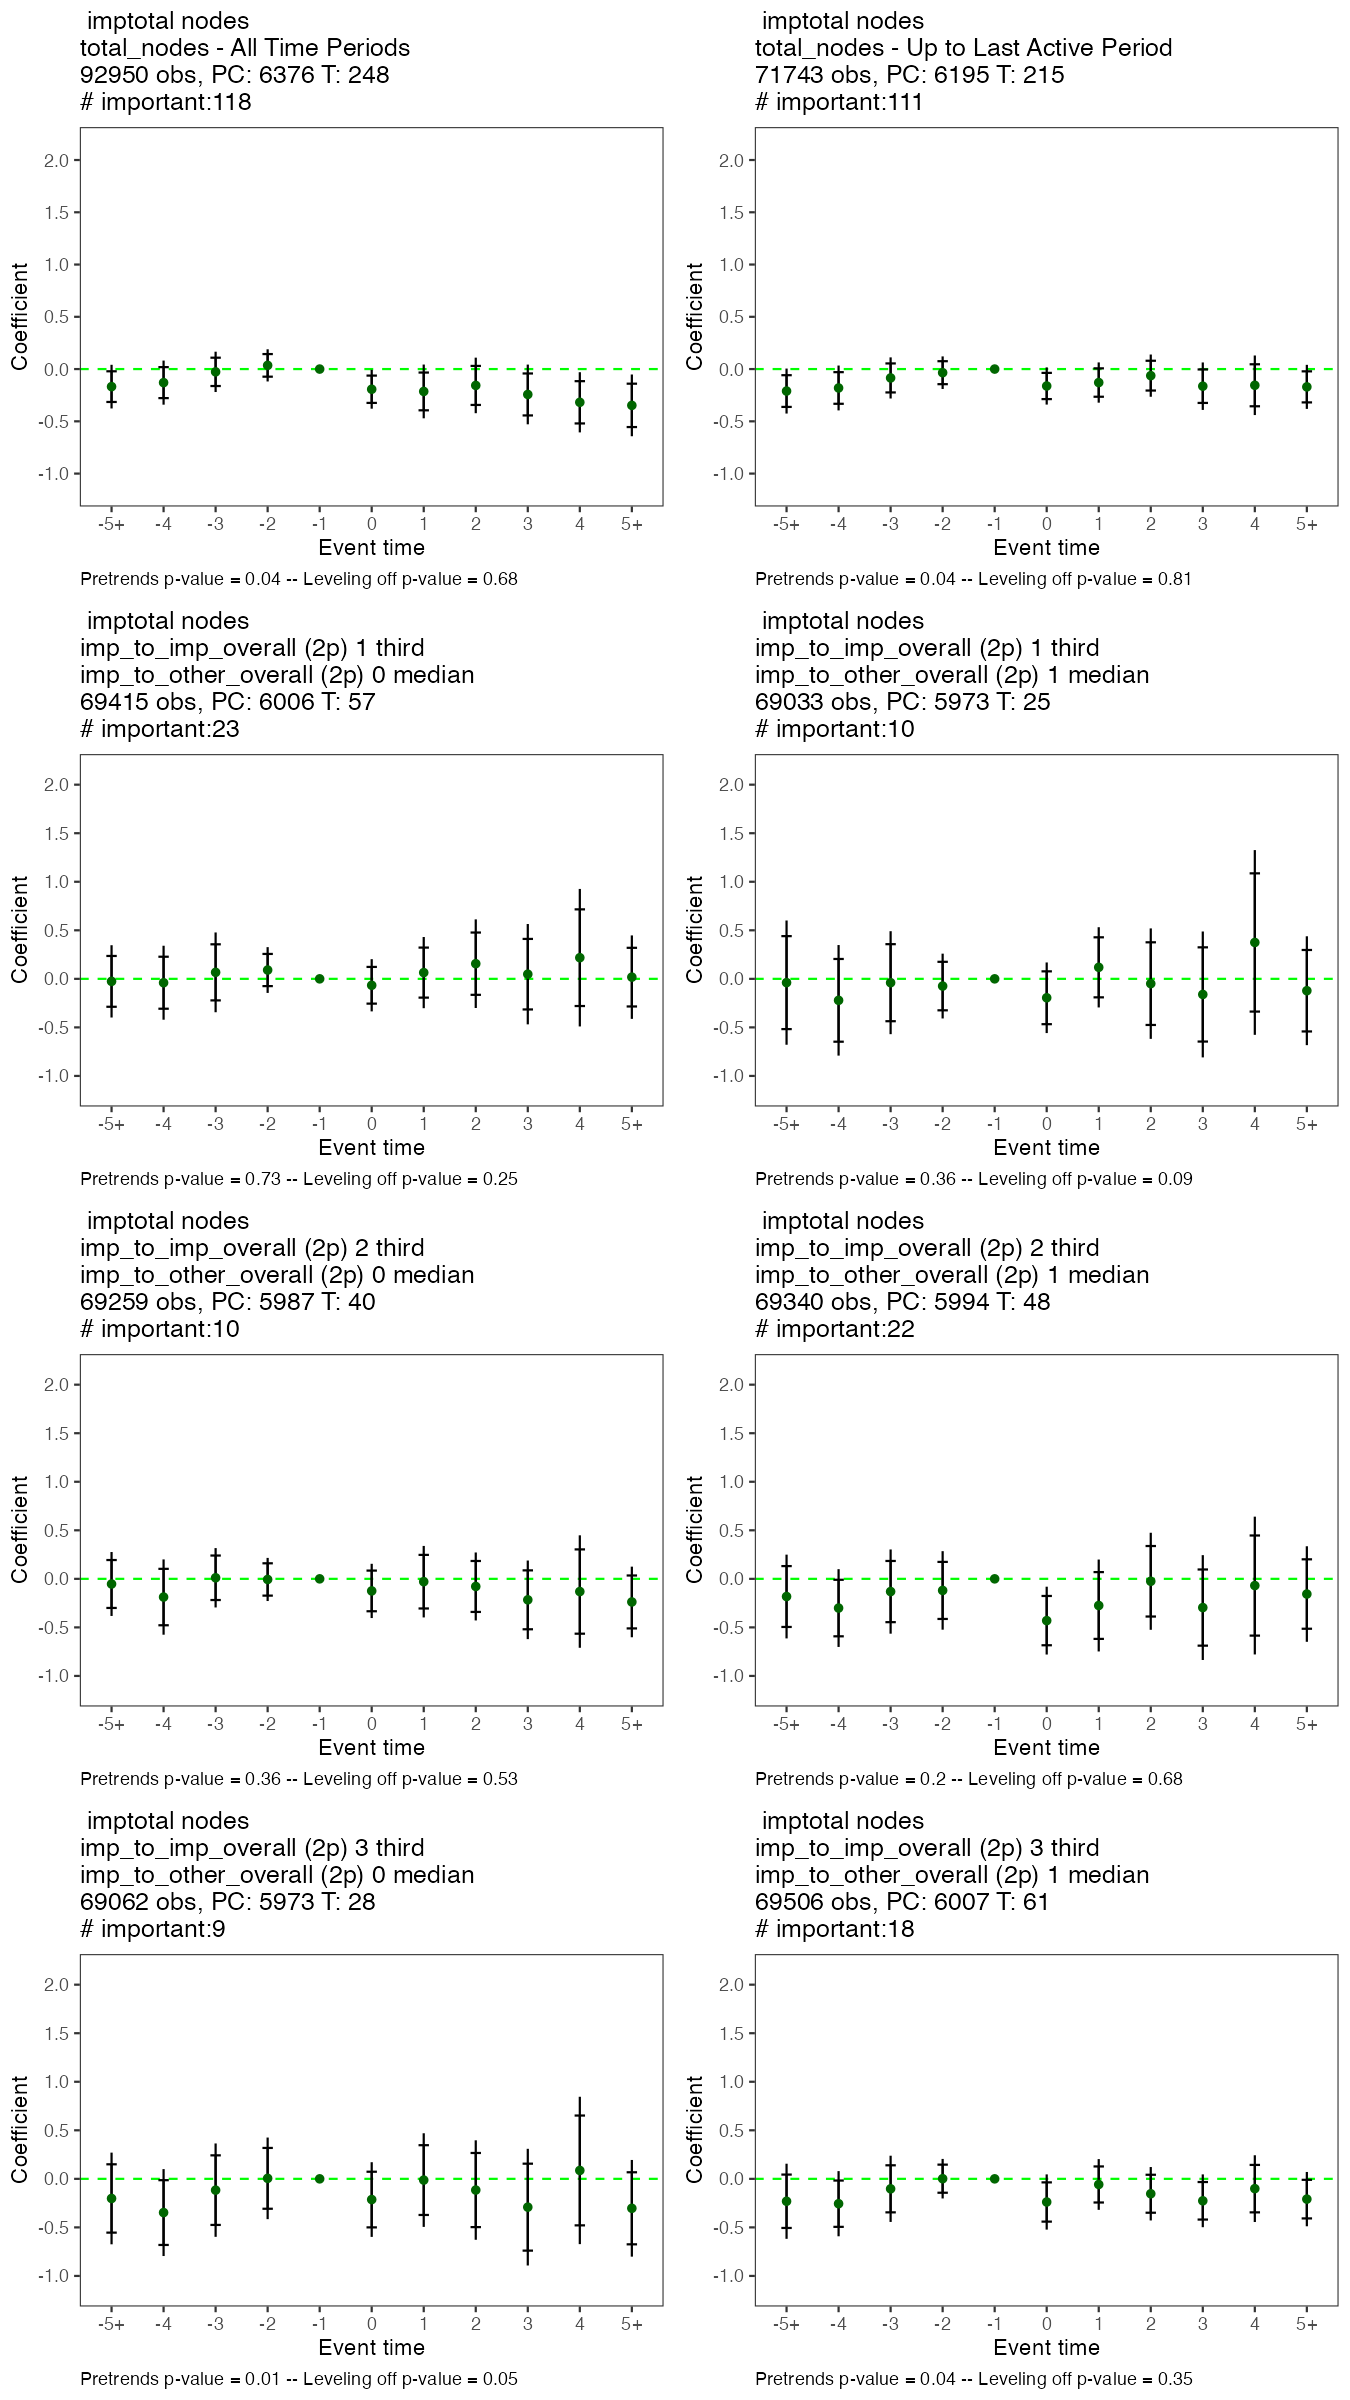 imptotal nodes
total_nodes - All Time Periods
92950 obs, PC: 6376 T: 248
# important:118
2.0
1.5
1.0
0.5
0.0
-0.5
-1.0
Coefficient
-5+ -4 -3 -2 -1 0 1 2 3 4 5+
Event time
Pretrends p-value = 0.04 -- Leveling off p-value = 0.68
imptotal nodes
total_nodes - Up to Last Active Period
71743 obs, PC: 6195 T: 215
# important:111
2.0
1.5
1.0
0.5
0.0
-0.5
-1.0
Coefficient
-5+ -4 -3 -2 -1 0 1 2 3 4 5+
Event time
Pretrends p-value = 0.04 -- Leveling off p-value = 0.81
imptotal nodes
imp_to_imp_overall (2p) 1 third
imp_to_other_overall (2p) 0 median
69415 obs, PC: 6006 T: 57
# important:23
2.0
1.5
1.0
0.5
0.0
-0.5
-1.0
Coefficient
-5+ -4 -3 -2 -1 0 1 2 3 4 5+
Event time
Pretrends p-value = 0.73 -- Leveling off p-value = 0.25
imptotal nodes
imp_to_imp_overall (2p) 1 third
imp_to_other_overall (2p) 1 median
69033 obs, PC: 5973 T: 25
# important:10
2.0
1.5
1.0
0.5
0.0
-0.5
-1.0
Coefficient
-5+ -4 -3 -2 -1 0 1 2 3 4 5+
Event time
Pretrends p-value = 0.36 -- Leveling off p-value = 0.09
imptotal nodes
imp_to_imp_overall (2p) 2 third
imp_to_other_overall (2p) 0 median
69259 obs, PC: 5987 T: 40
# important:10
2.0
1.5
1.0
0.5
0.0
-0.5
-1.0
Coefficient
-5+ -4 -3 -2 -1 0 1 2 3 4 5+
Event time
Pretrends p-value = 0.36 -- Leveling off p-value = 0.53
imptotal nodes
imp_to_imp_overall (2p) 2 third
imp_to_other_overall (2p) 1 median
69340 obs, PC: 5994 T: 48
# important:22
2.0
1.5
1.0
0.5
0.0
-0.5
-1.0
Coefficient
-5+ -4 -3 -2 -1 0 1 2 3 4 5+
Event time
Pretrends p-value = 0.2 -- Leveling off p-value = 0.68
imptotal nodes
imp_to_imp_overall (2p) 3 third
imp_to_other_overall (2p) 0 median
69062 obs, PC: 5973 T: 28
# important:9
2.0
1.5
1.0
0.5
0.0
-0.5
-1.0
Coefficient
-5+ -4 -3 -2 -1 0 1 2 3 4 5+
Event time
Pretrends p-value = 0.01 -- Leveling off p-value = 0.05
imptotal nodes
imp_to_imp_overall (2p) 3 third
imp_to_other_overall (2p) 1 median
69506 obs, PC: 6007 T: 61
# important:18
2.0
1.5
1.0
0.5
0.0
-0.5
-1.0
Coefficient
-5+ -4 -3 -2 -1 0 1 2 3 4 5+
Event time
Pretrends p-value = 0.04 -- Leveling off p-value = 0.35